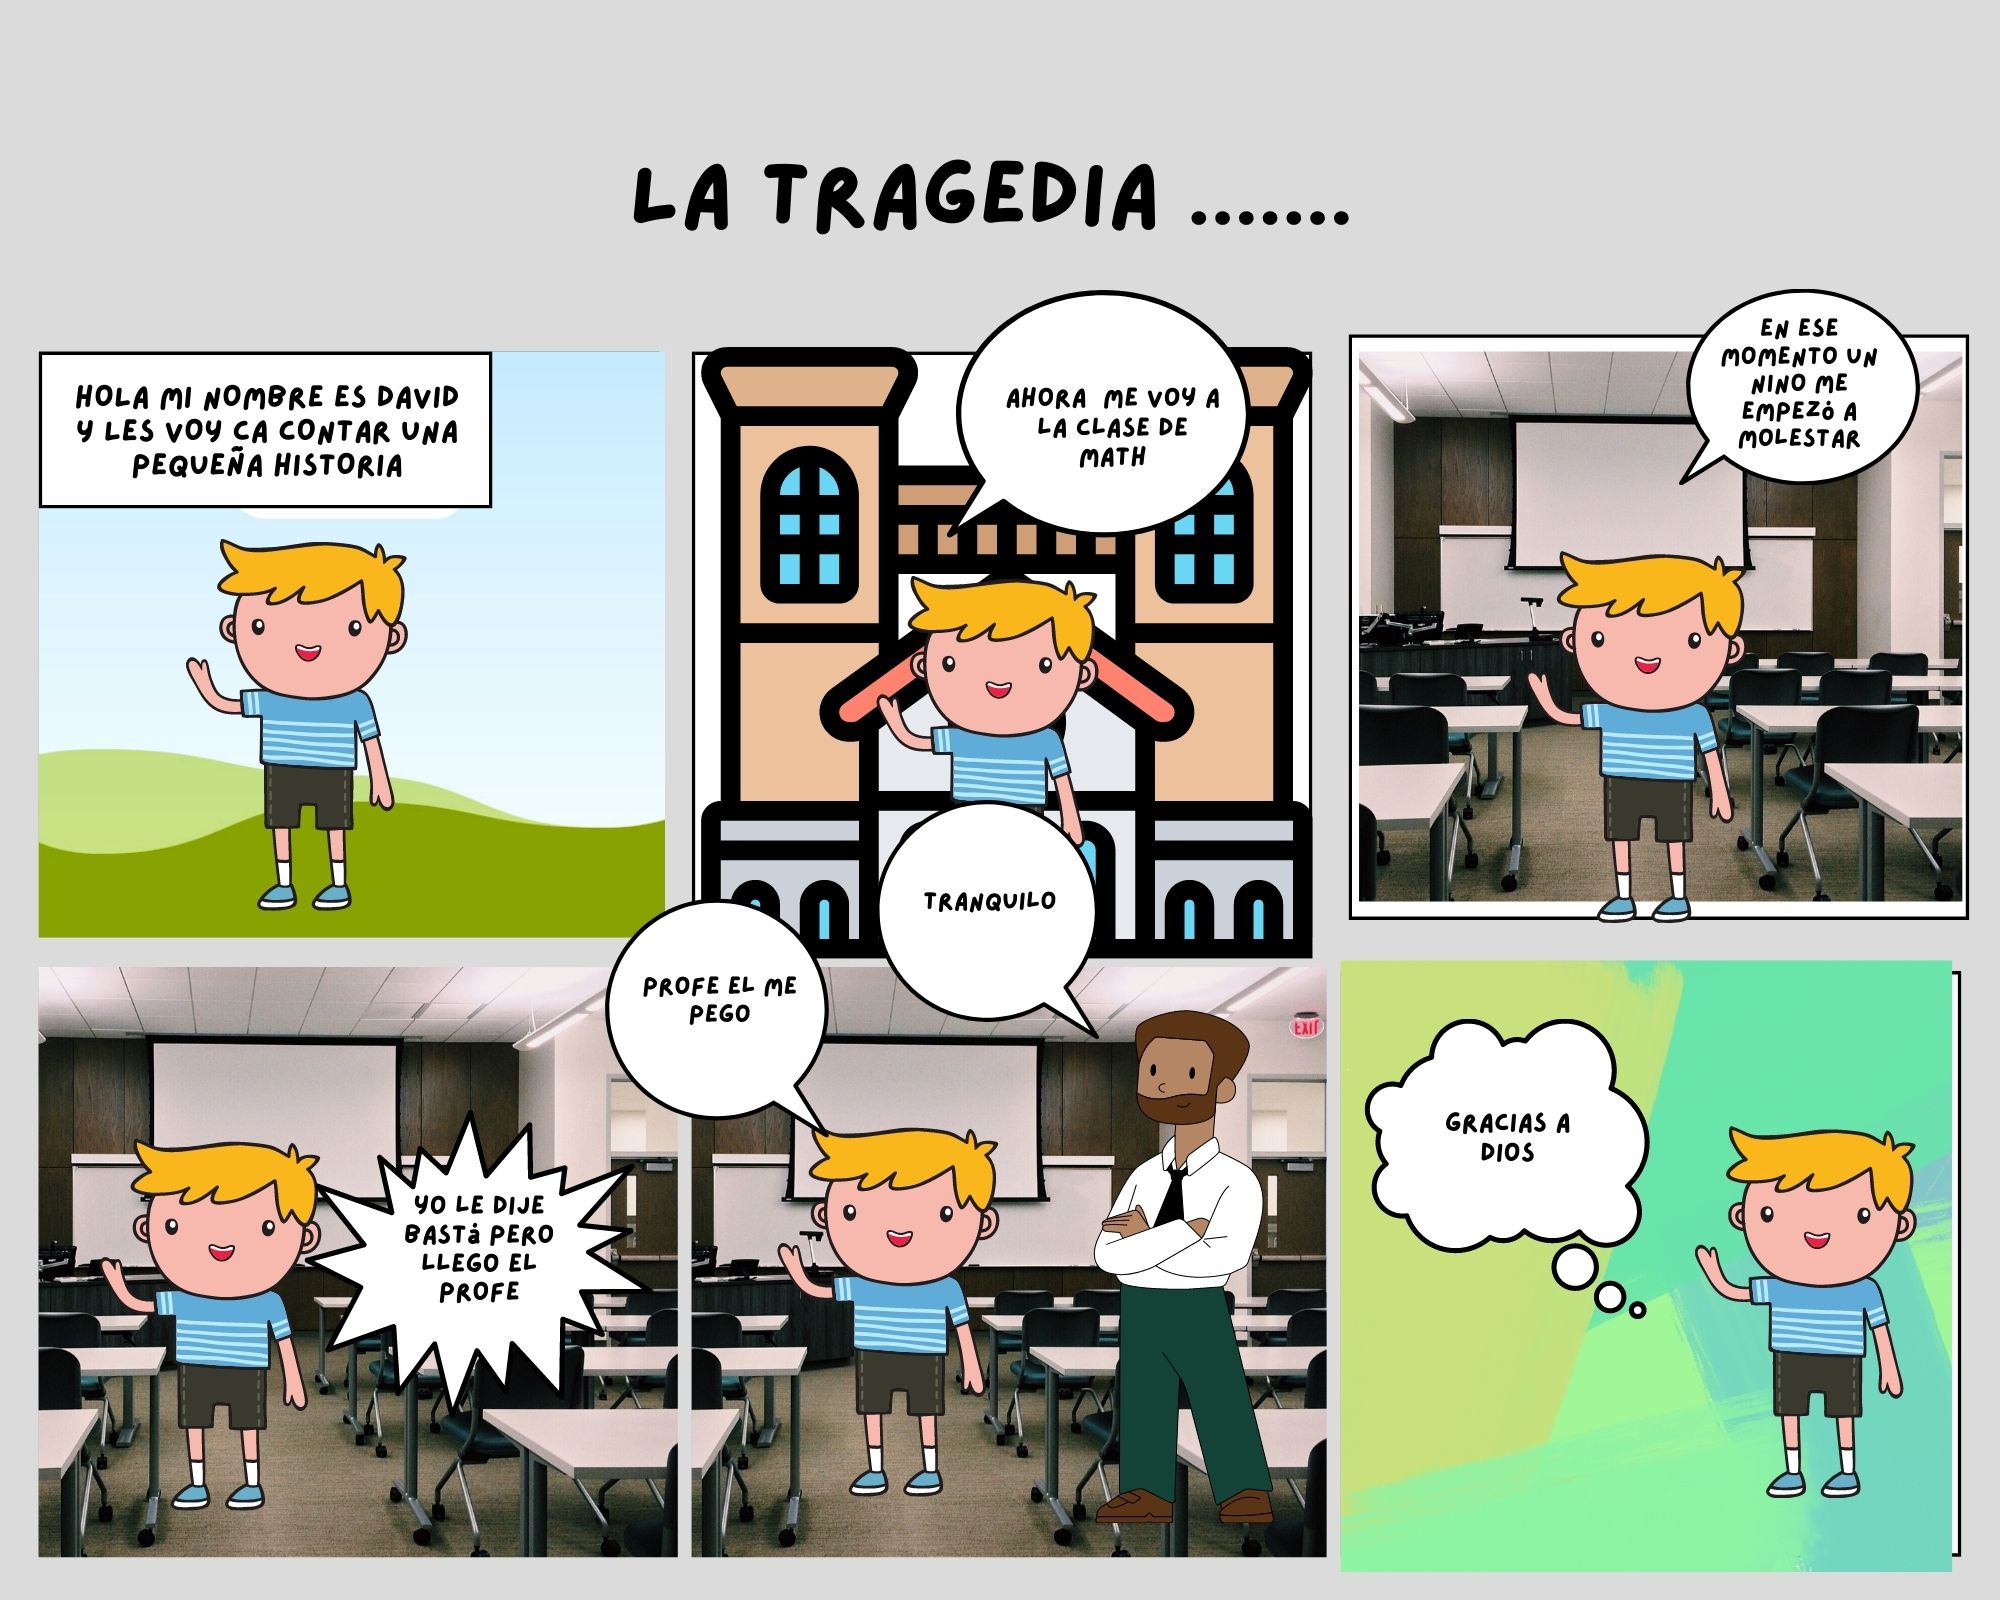 LA TRAGEDIA .......
HOLA MI NOMBRE ES DAVID
Y LES VOY CA CONTAR UNA
PEQUEÑA HISTORIA
AHORA ME VOY A
LA CLASE DE
MATH
EN ESE
MOMENTO UN
NINO ME
EMPEZó A
MOLESTAR
YO LE DIJE
BASTá PERO
LLEGO EL
PROFE
PROFE EL ME
PEGO
TRANQUILO
EXIT
GRACIAS A
DIOS